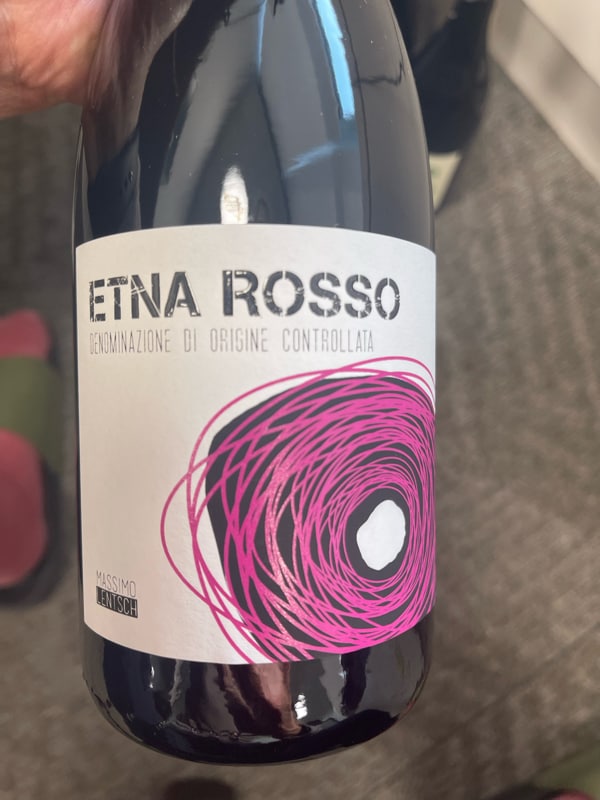 ETNA ROSSO
DENOMINAZIONE DI ORIGINE CONTROLLATA
MASSIMO
LENTSCH